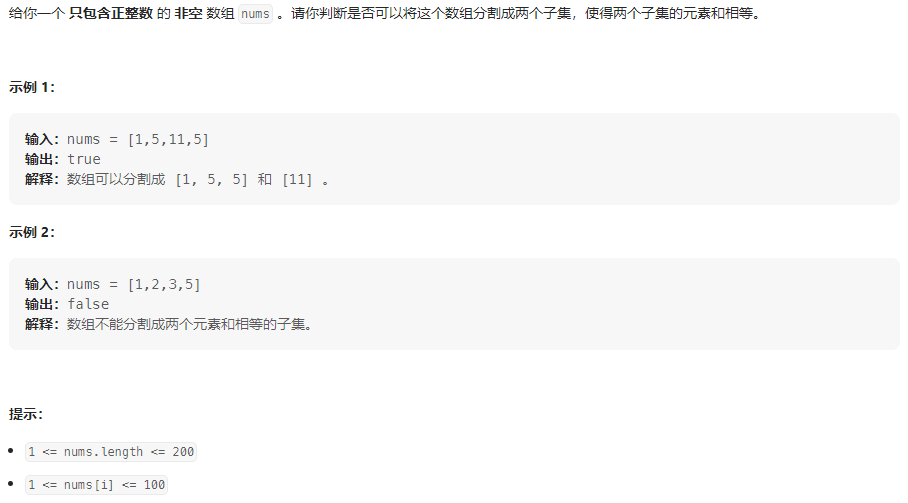 给你一个 只包含正整数 的 非空 数组 nums 。请你判断是否可以将这个数组分割成两个子集，使得两个子集的元素和相等。
示例 1：
输入：nums = [1,5,11,5]
输出：true
解释：数组可以分割成 [1, 5, 5] 和 [11] 。
示例 2：
输入：nums = [1,2,3,5]
输出：false
解释：数组不能分割成两个元素和相等的子集。
提示：
1 <= nums.length <= 200
1 <= nums[i] <= 100